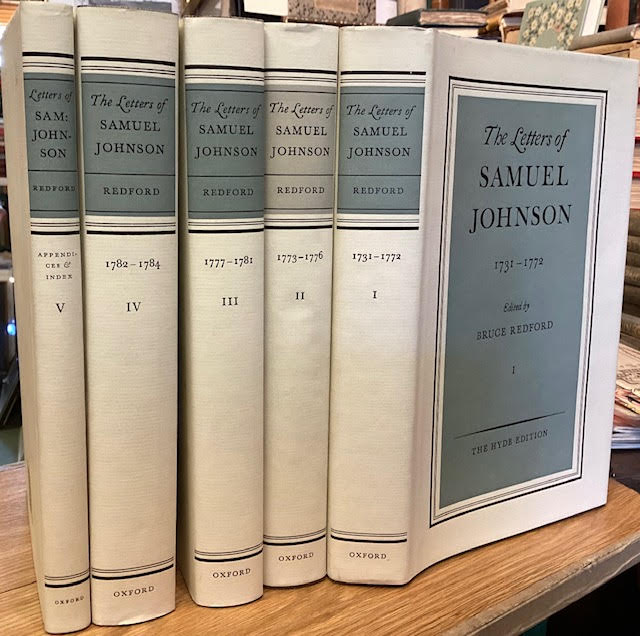 Letters of
SAM:
JOHN-
SON
REDFORD
APPENDI-
CES &
INDEX
V
OXFORD
The Letters of
SAMUEL
JOHNSON
REDFORD
1782–1784
IV
OXFORD
The Letters of
SAMUEL
JOHNSON
REDFORD
1777–1781
III
OXFORD
The Letters of
SAMUEL
JOHNSON
REDFORD
1773–1776
II
OXFORD
The Letters of
SAMUEL
JOHNSON
REDFORD
1731–1772
I
OXFORD
The Letters of
SAMUEL
JOHNSON
1731–1772
Edited by
BRUCE REDFORD
I
THE HYDE EDITION